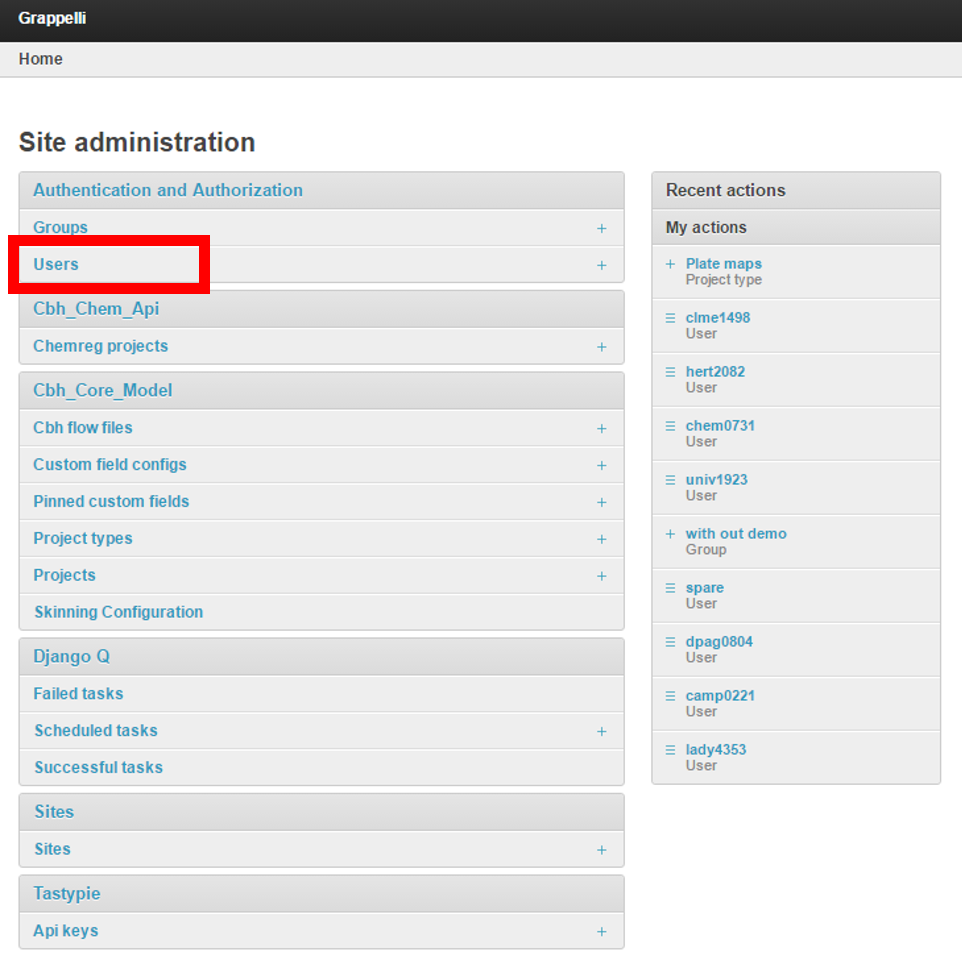 Grappelli
Home
Site administration
Authentication and Authorization
Groups +
Users +
Cbh_Chem_Api
Chemreg projects +
Cbh_Core_Model
Cbh flow files +
Custom field configs +
Pinned custom fields +
Project types +
Projects +
Skinning Configuration
Django Q
Failed tasks
Scheduled tasks +
Successful tasks
Sites
Sites +
Tastypie
Api keys +
Recent actions
My actions
+ Plate maps
Project type
clme1498
User
hert2082
User
chem0731
User
univ1923
User
+ with out demo
Group
spare
User
dpag0804
User
camp0221
User
lady4353
User